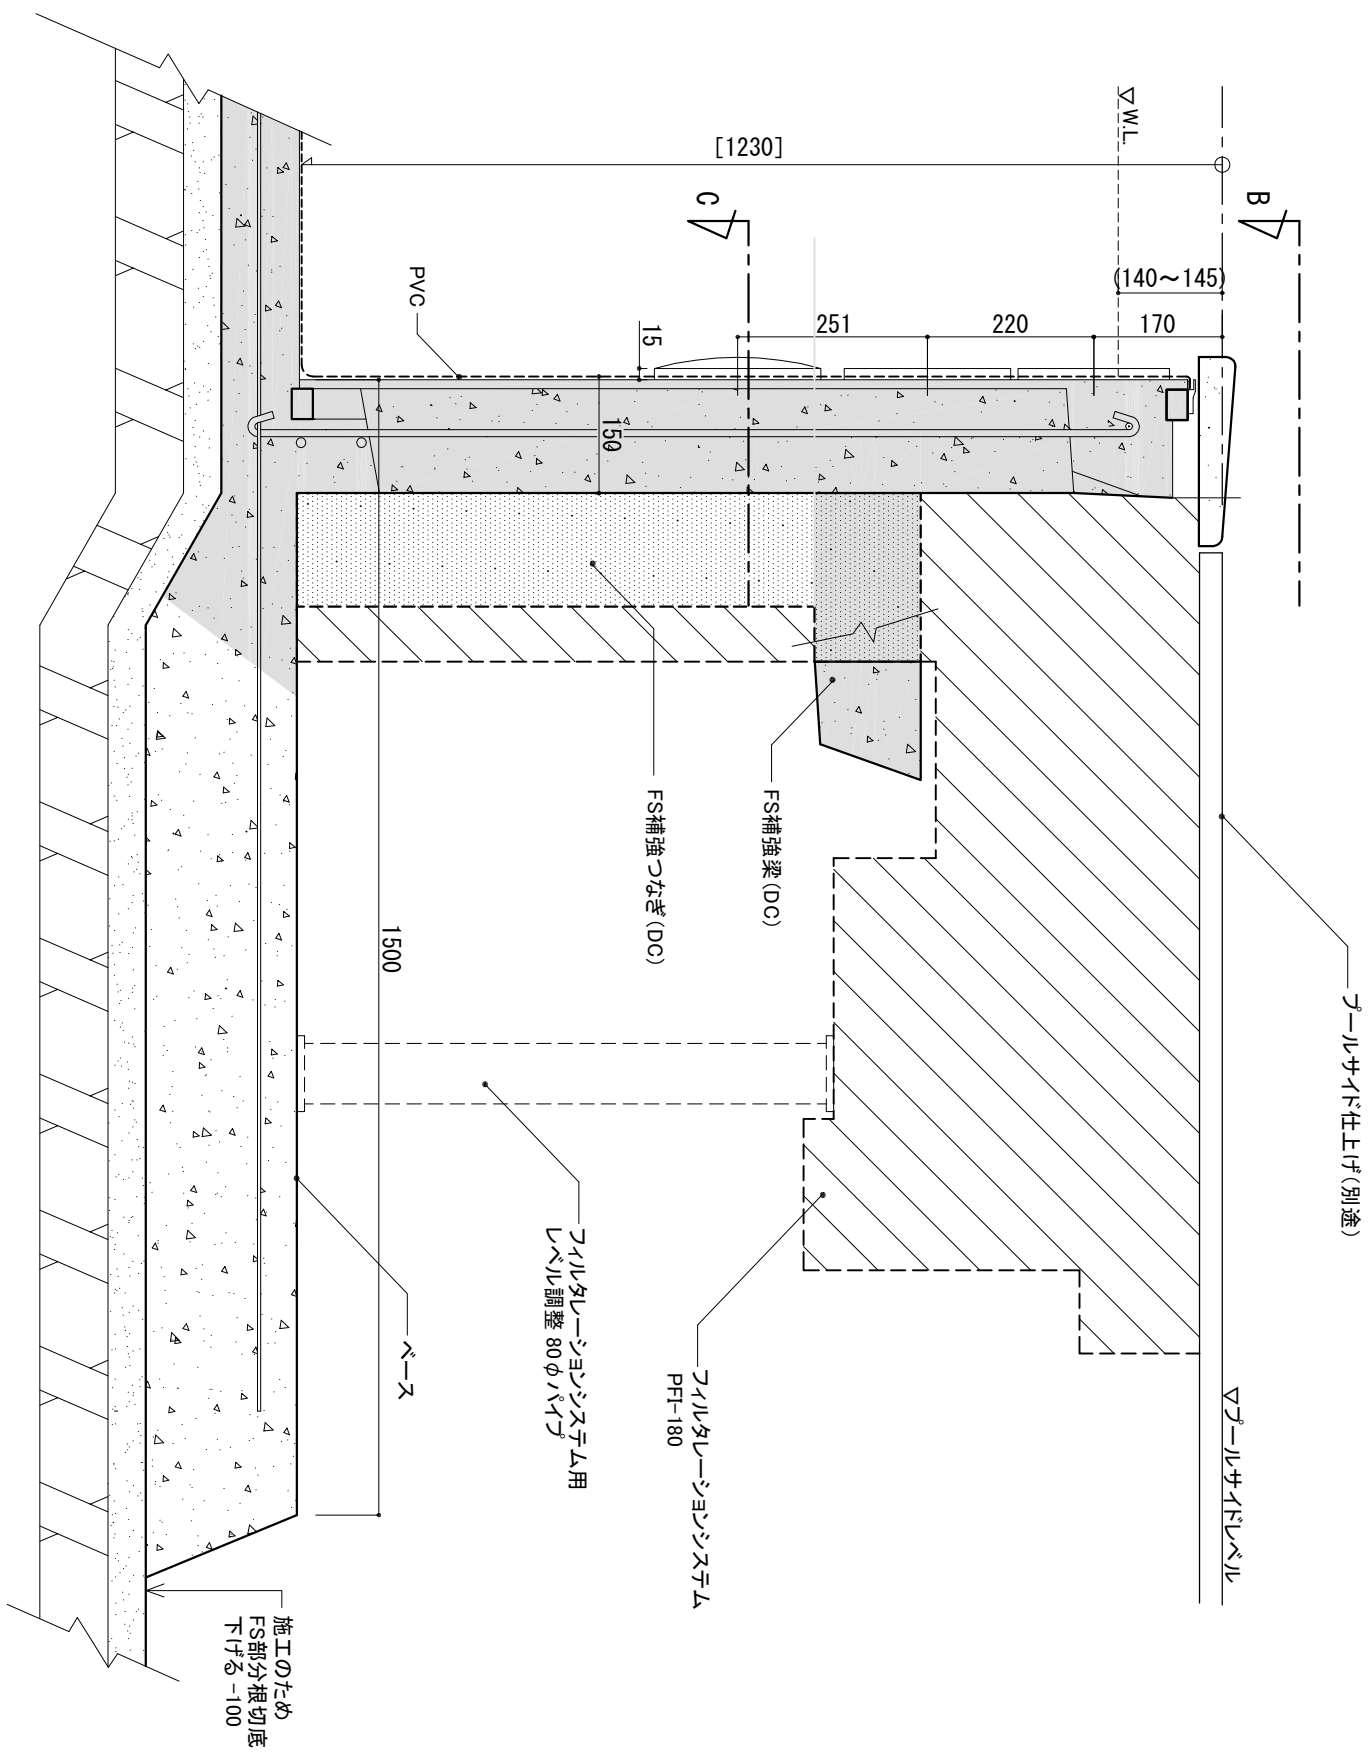 ▽W.L.
[1230]
B
C
(140～145)
170
220
251
15
150
PVC
FS補強梁(DC)
FS補強つなぎ(DC)
1500
プールサイド仕上げ(別途)
▽プールサイドレベル
フィルタレーションシステム
PFI-180
フィルタレーションシステム用
レベル調整 80φパイプ
ベース
施工のため
FS部分根切底
下げる -100